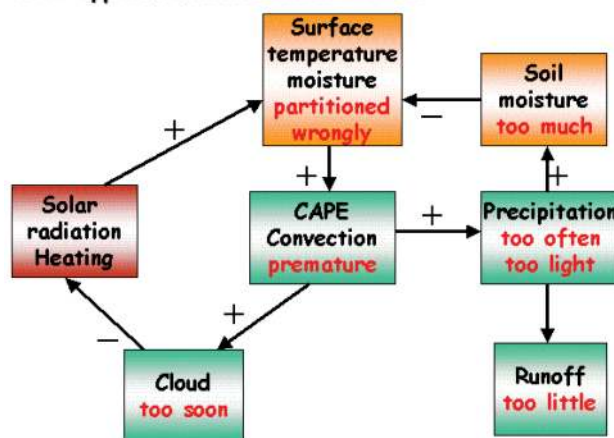 Surface
temperature
moisture
partitioned
wrongly
Soil
moisture
too much
+
−
+
+
Solar
radiation
Heating
CAPE
Convection
premature
+
Precipitation
too often
too light
+
−
Cloud
too soon
Runoff
too little